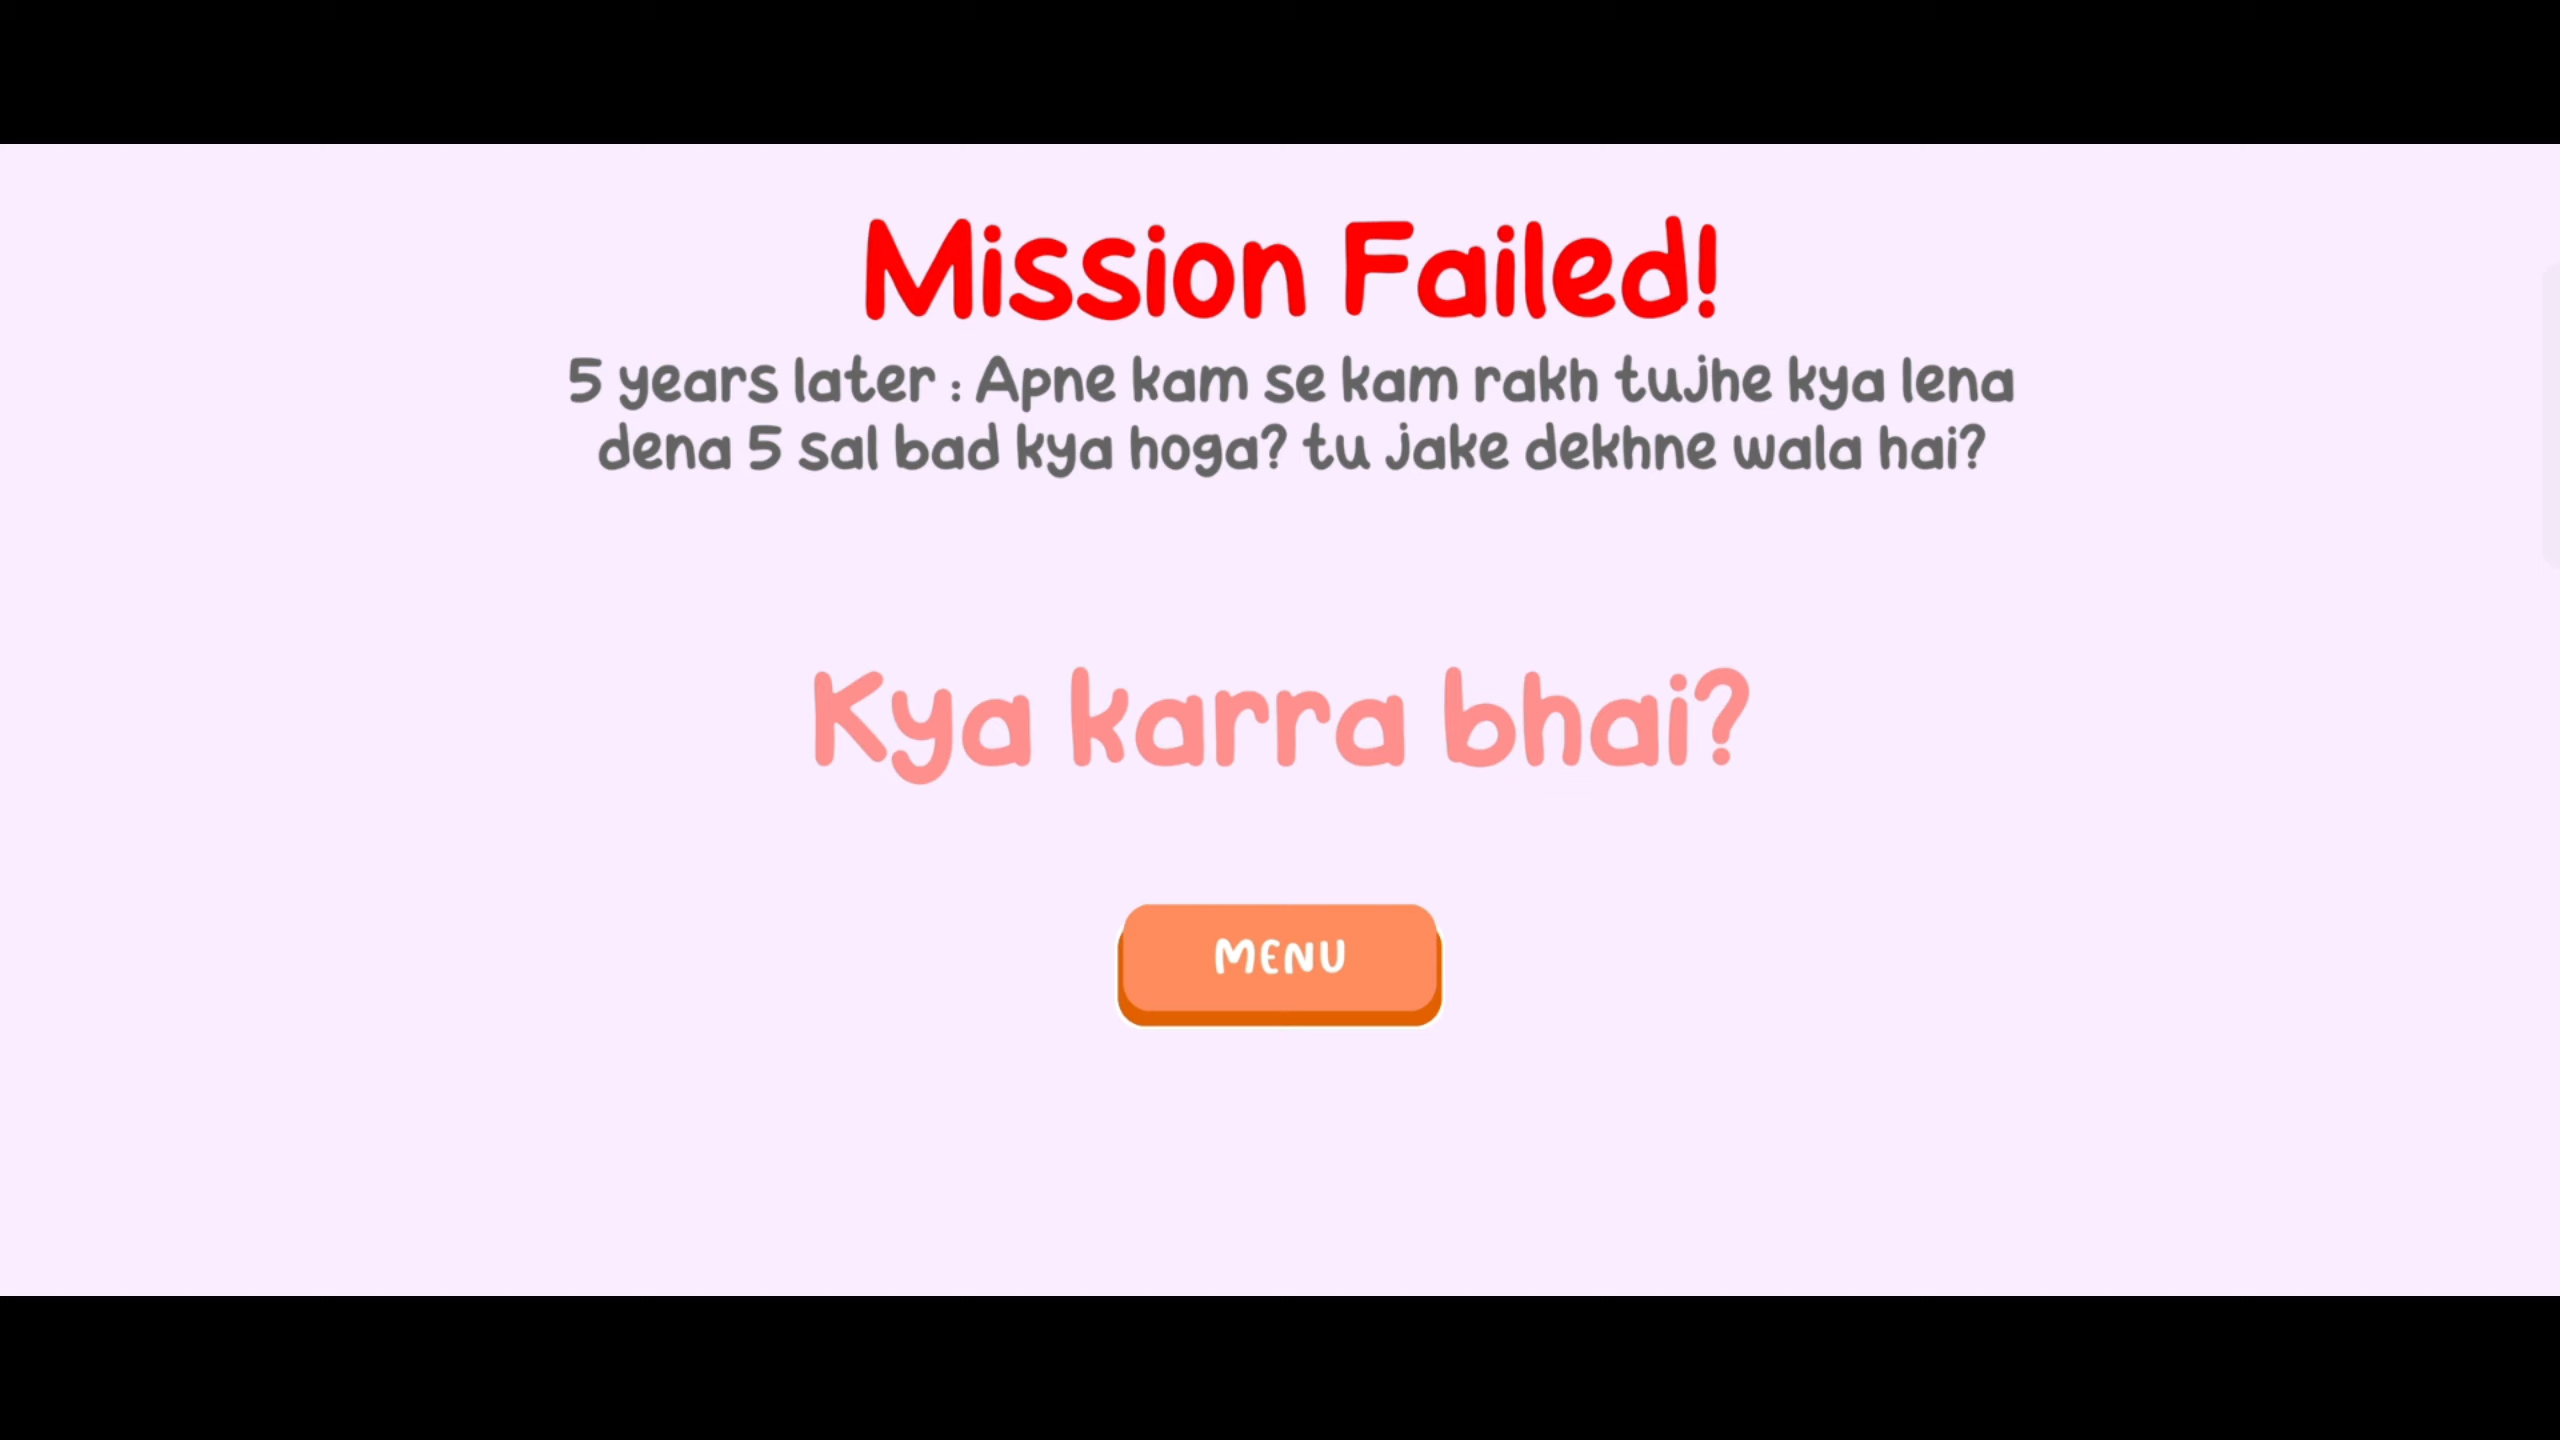 Mission Failed!
5 years later : Apne kam se kam rakh tujhe kya lena
dena 5 sal bad kya hoga? tu jake dekhne wala hai?
Kya karra bhai?
MENU